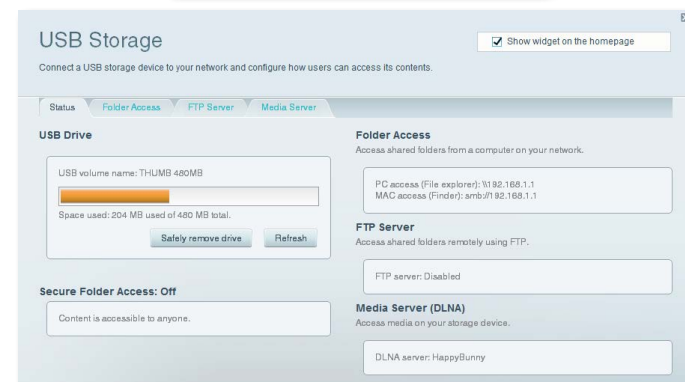 USB Storage
Show widget on the homepage
Connect a USB storage device to your network and configure how users can access its contents.
Status
Folder Access
FTP Server
Media Server
USB Drive
USB volume name: THUMB 480MB
Space used: 204 MB used of 480 MB total.
Safely remove drive
Refresh
Secure Folder Access: Off
Content is accessible to anyone.
Folder Access
Access shared folders from a computer on your network.
PC access (File explorer): \\192.168.1.1
MAC access (Finder): smb://192.168.1.1
FTP Server
Access shared folders remotely using FTP.
FTP server: Disabled
Media Server (DLNA)
Access media on your storage device.
DLNA server: HappyBunny